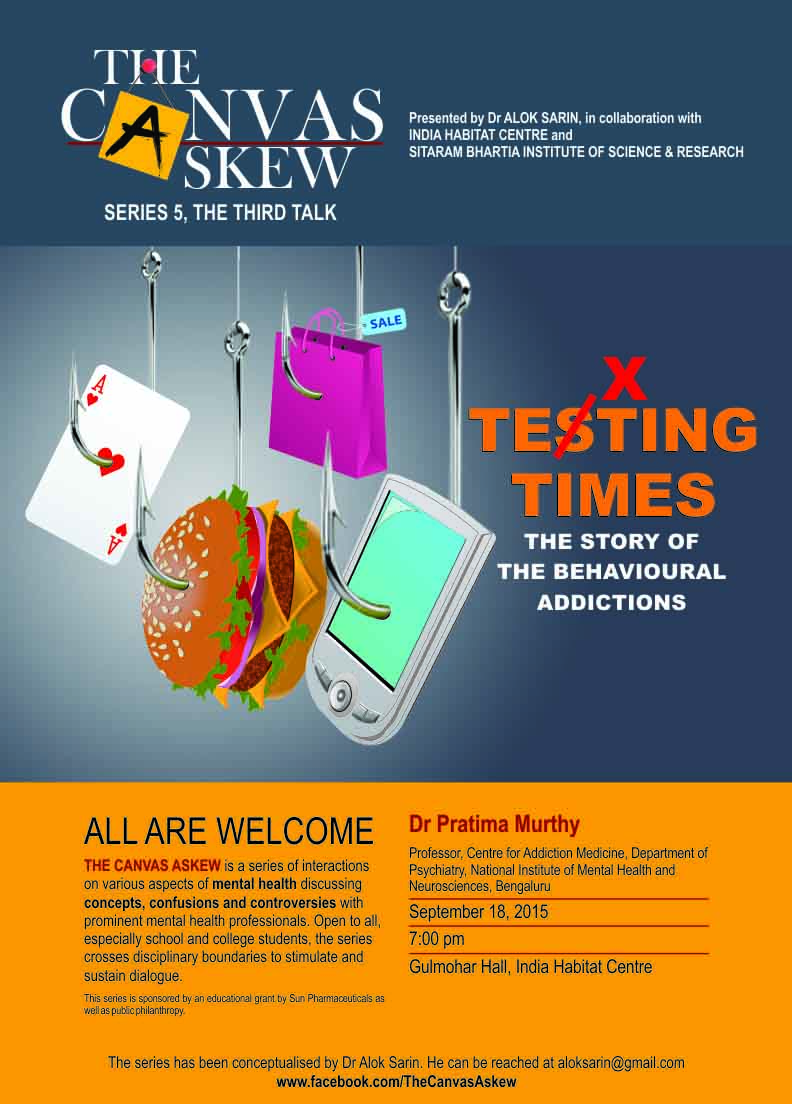 THE
CANVAS
ASKEW
SERIES 5, THE THIRD TALK
Presented by Dr ALOK SARIN, in collaboration with
INDIA HABITAT CENTRE and
SITARAM BHARTIA INSTITUTE OF SCIENCE & RESEARCH
A
A
SALE
X
TESTING
TIMES
THE STORY OF
THE BEHAVIOURAL
ADDICTIONS
ALL ARE WELCOME
THE CANVAS ASKEW is a series of interactions
on various aspects of mental health discussing
concepts, confusions and controversies with
prominent mental health professionals. Open to all,
especially school and college students, the series
crosses disciplinary boundaries to stimulate and
sustain dialogue.
This series is sponsored by an educational grant by Sun Pharmaceuticals as
well as public philanthropy.
Dr Pratima Murthy
Professor, Centre for Addiction Medicine, Department of
Psychiatry, National Institute of Mental Health and
Neurosciences, Bengaluru
September 18, 2015
7:00 pm
Gulmohar Hall, India Habitat Centre
The series has been conceptualised by Dr Alok Sarin. He can be reached at aloksarin@gmail.com
www.facebook.com/TheCanvasAskew